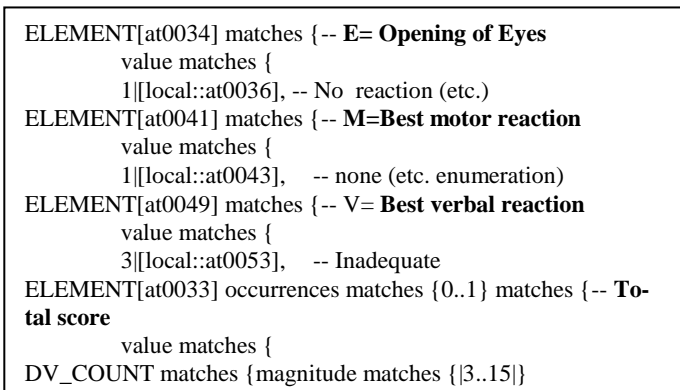 ELEMENT[at0034] matches {-- E= Opening of Eyes
value matches {
1|[local::at0036], -- No reaction (etc.)
ELEMENT[at0041] matches {-- M=Best motor reaction
value matches {
1|[local::at0043], -- none (etc. enumeration)
ELEMENT[at0049] matches {-- V= Best verbal reaction
value matches {
3|[local::at0053], -- Inadequate
ELEMENT[at0033] occurrences matches {0..1} matches {-- To-
tal score
value matches {
DV_COUNT matches {magnitude matches {|3..15|}